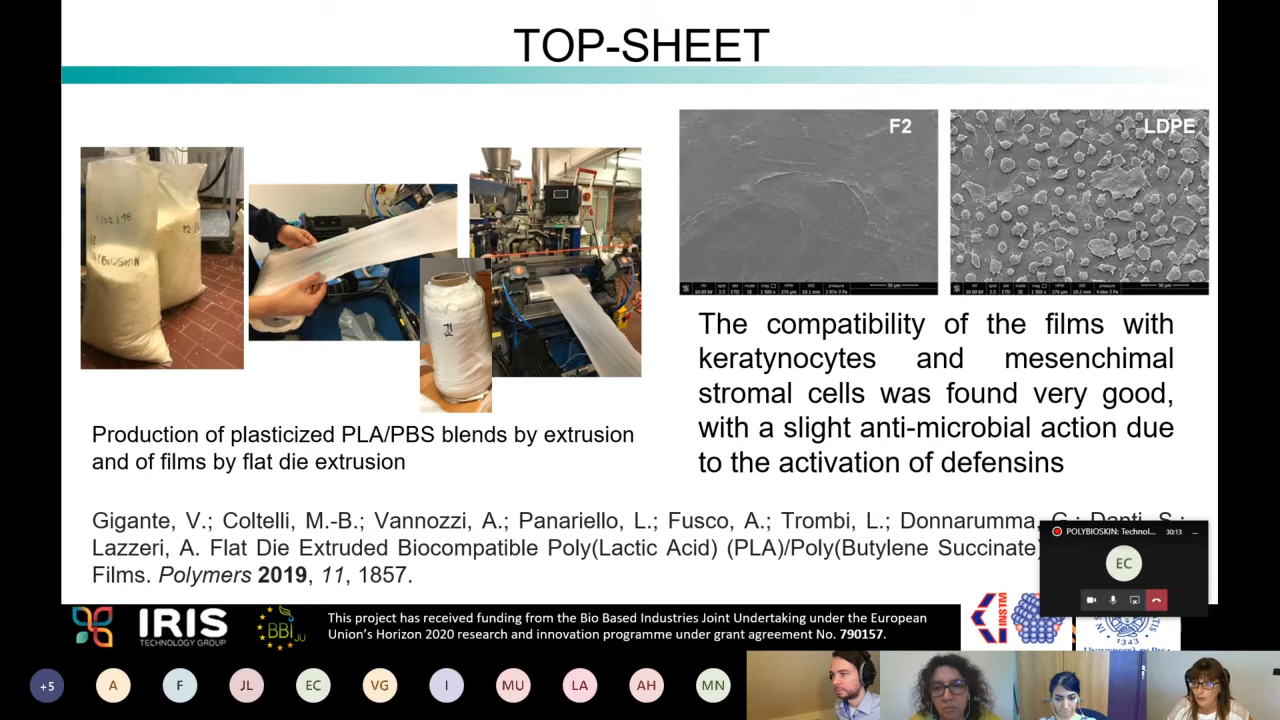 TOP-SHEET
F2
LDPE
BIOSKIN
F2
The compatibility of the films with
keratynocytes and mesenchimal
stromal cells was found very good,
with a slight anti-microbial action due
to the activation of defensins
Production of plasticized PLA/PBS blends by extrusion
and of films by flat die extrusion
Gigante, V.; Coltelli, M.-B.; Vannozzi, A.; Panariello, L.; Fusco, A.; Trombi, L.; Donnarumma, G.; Danti, S.;
Lazzeri, A. Flat Die Extruded Biocompatible Poly(Lactic Acid) (PLA)/Poly(Butylene Succinate)
Films. Polymers 2019, 11, 1857.
POLYBIOSKIN: Technol... 30:13
EC
IRIS
TECHNOLOGY GROUP
BBI JU
This project has received funding from the Bio Based Industries Joint Undertaking under the European
Union's Horizon 2020 research and innovation programme under grant agreement No. 790157.
INSTM
1343
+5 A F JL EC VG I MU LA AH MN